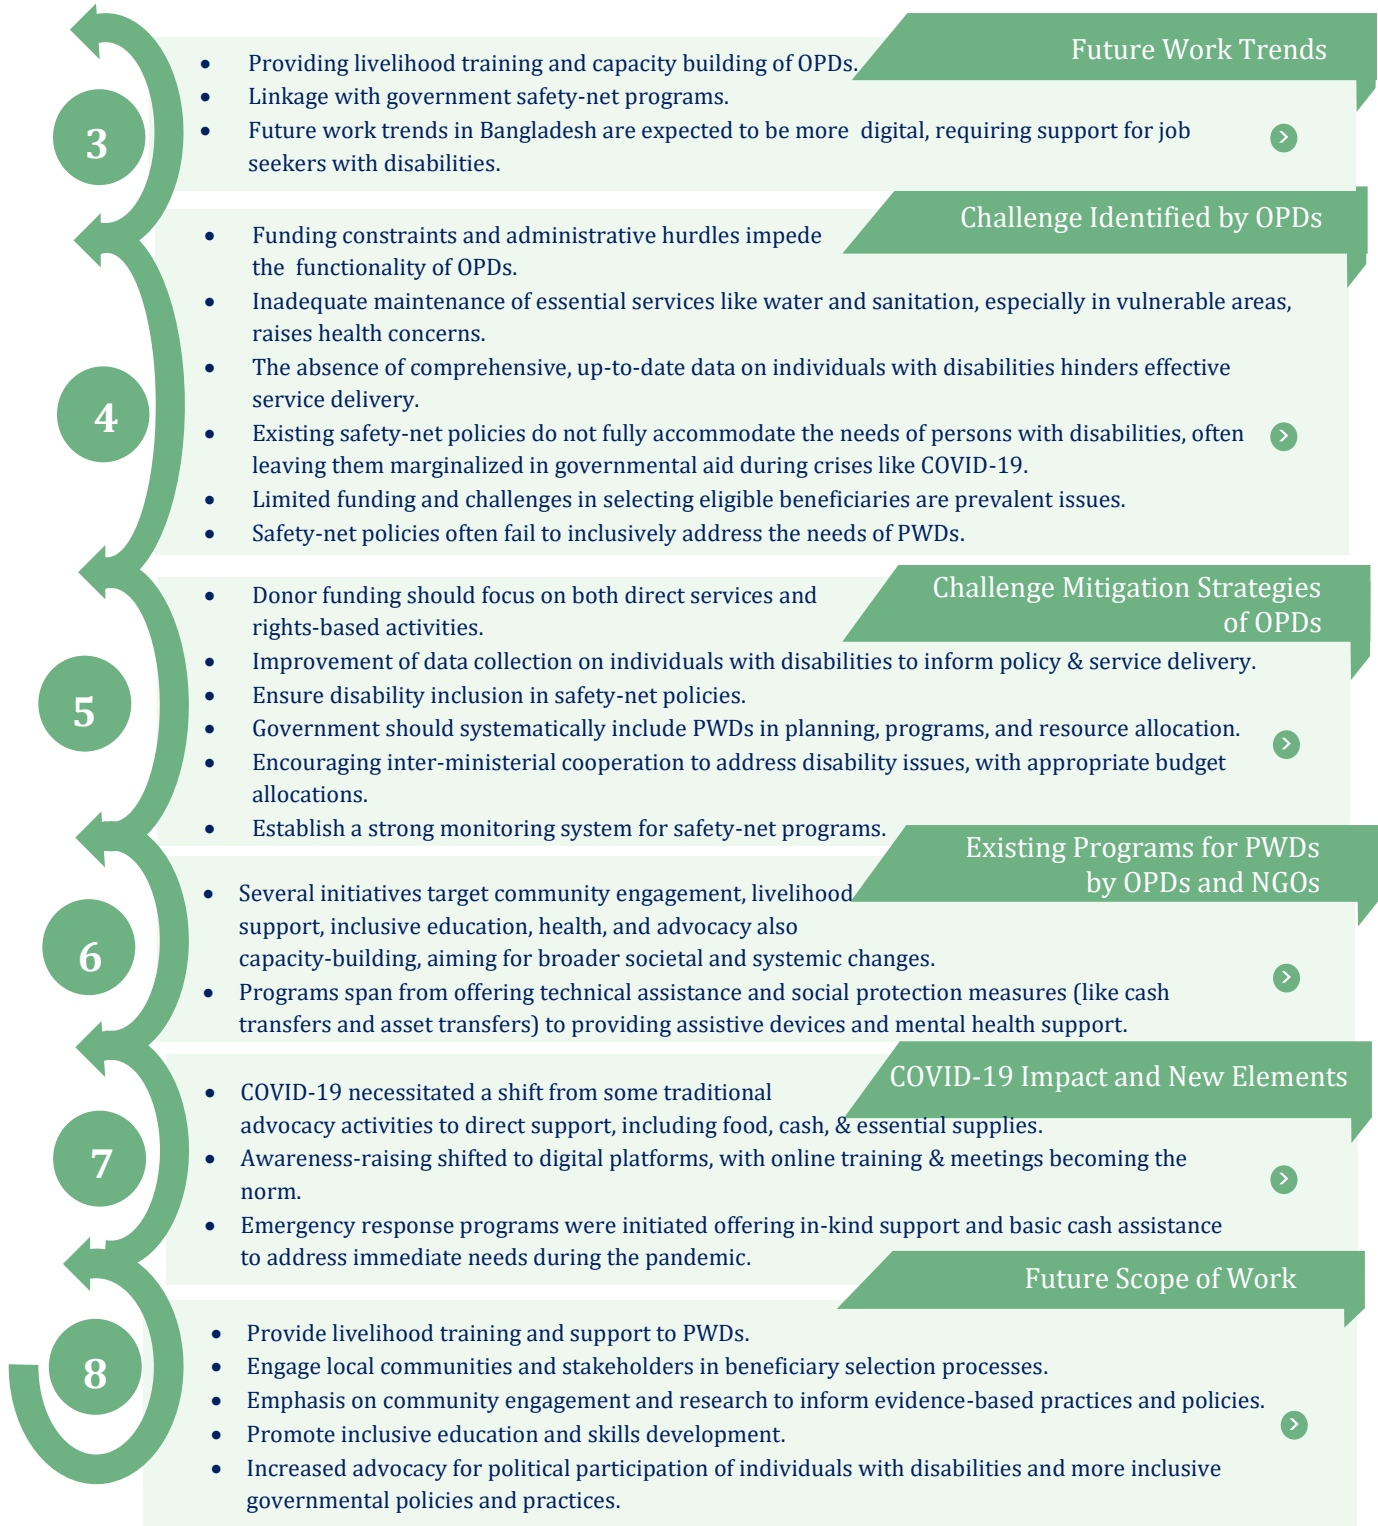 Future Work Trends
• Providing livelihood training and capacity building of OPDs.
• Linkage with government safety-net programs.
3
• Future work trends in Bangladesh are expected to be more digital, requiring support for job
seekers with disabilities.
Challenge Identified by OPDs
• Funding constraints and administrative hurdles impede
the functionality of OPDs.
• Inadequate maintenance of essential services like water and sanitation, especially in vulnerable areas,
raises health concerns.
• The absence of comprehensive, up-to-date data on individuals with disabilities hinders effective
service delivery.
4
• Existing safety-net policies do not fully accommodate the needs of persons with disabilities, often
leaving them marginalized in governmental aid during crises like COVID-19.
• Limited funding and challenges in selecting eligible beneficiaries are prevalent issues.
• Safety-net policies often fail to inclusively address the needs of PWDs.
Challenge Mitigation Strategies
of OPDs
• Donor funding should focus on both direct services and
rights-based activities.
• Improvement of data collection on individuals with disabilities to inform policy & service delivery.
• Ensure disability inclusion in safety-net policies.
5
• Government should systematically include PWDs in planning, programs, and resource allocation.
• Encouraging inter-ministerial cooperation to address disability issues, with appropriate budget
allocations.
• Establish a strong monitoring system for safety-net programs.
Existing Programs for PWDs
by OPDs and NGOs
• Several initiatives target community engagement, livelihood
support, inclusive education, health, and advocacy also
capacity-building, aiming for broader societal and systemic changes.
6
• Programs span from offering technical assistance and social protection measures (like cash
transfers and asset transfers) to providing assistive devices and mental health support.
COVID-19 Impact and New Elements
• COVID-19 necessitated a shift from some traditional
advocacy activities to direct support, including food, cash, & essential supplies.
7
• Awareness-raising shifted to digital platforms, with online training & meetings becoming the
norm.
• Emergency response programs were initiated offering in-kind support and basic cash assistance
to address immediate needs during the pandemic.
Future Scope of Work
• Provide livelihood training and support to PWDs.
8
• Engage local communities and stakeholders in beneficiary selection processes.
• Emphasis on community engagement and research to inform evidence-based practices and policies.
• Promote inclusive education and skills development.
• Increased advocacy for political participation of individuals with disabilities and more inclusive
governmental policies and practices.